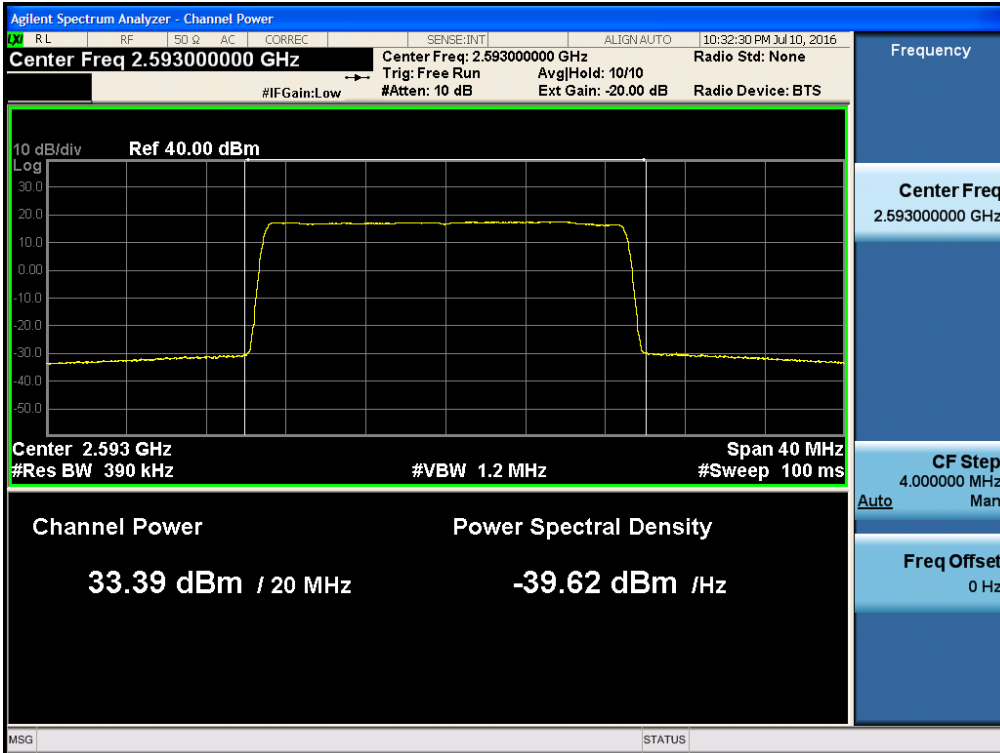 Agilent Spectrum Analyzer - Channel Power
LXI RL RF 50 Ω AC CORREC SENSE:INT ALIGN AUTO 10:32:30 PM Jul 10, 2016
Center Freq 2.593000000 GHz
Center Freq: 2.593000000 GHz Radio Std: None
Trig: Free Run Avg|Hold: 10/10
#IFGain:Low #Atten: 10 dB Ext Gain: -20.00 dB Radio Device: BTS
Frequency
10 dB/div Ref 40.00 dBm
Log
30.0
20.0
10.0
0.00
-10.0
-20.0
-30.0
-40.0
-50.0
Center 2.593 GHz Span 40 MHz
#Res BW 390 kHz #VBW 1.2 MHz #Sweep 100 ms
Channel Power Power Spectral Density
33.39 dBm / 20 MHz -39.62 dBm /Hz
Center Freq
2.593000000 GHz
CF Step
4.000000 MHz
Auto Man
Freq Offset
0 Hz
MSG STATUS